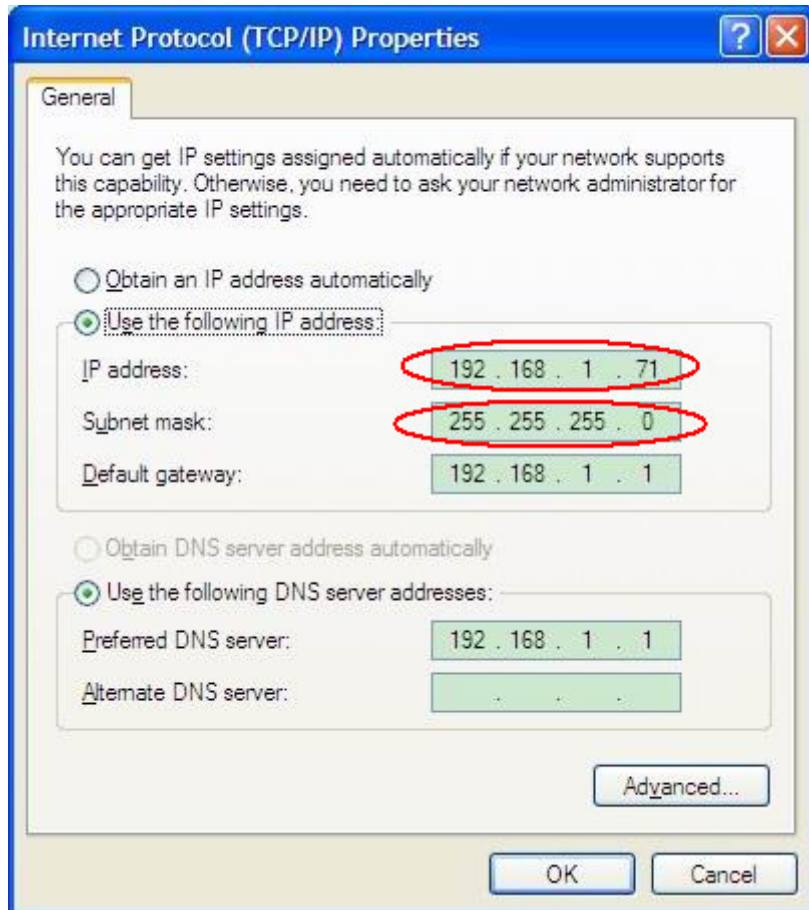 Internet Protocol (TCP/IP) Properties
General
You can get IP settings assigned automatically if your network supports
this capability. Otherwise, you need to ask your network administrator for
the appropriate IP settings.
Obtain an IP address automatically
Use the following IP address:
IP address: 192 . 168 . 1 . 71
Subnet mask: 255 . 255 . 255 . 0
Default gateway: 192 . 168 . 1 . 1
Obtain DNS server address automatically
Use the following DNS server addresses:
Preferred DNS server: 192 . 168 . 1 . 1
Alternate DNS server: . . .
Advanced...
OK Cancel